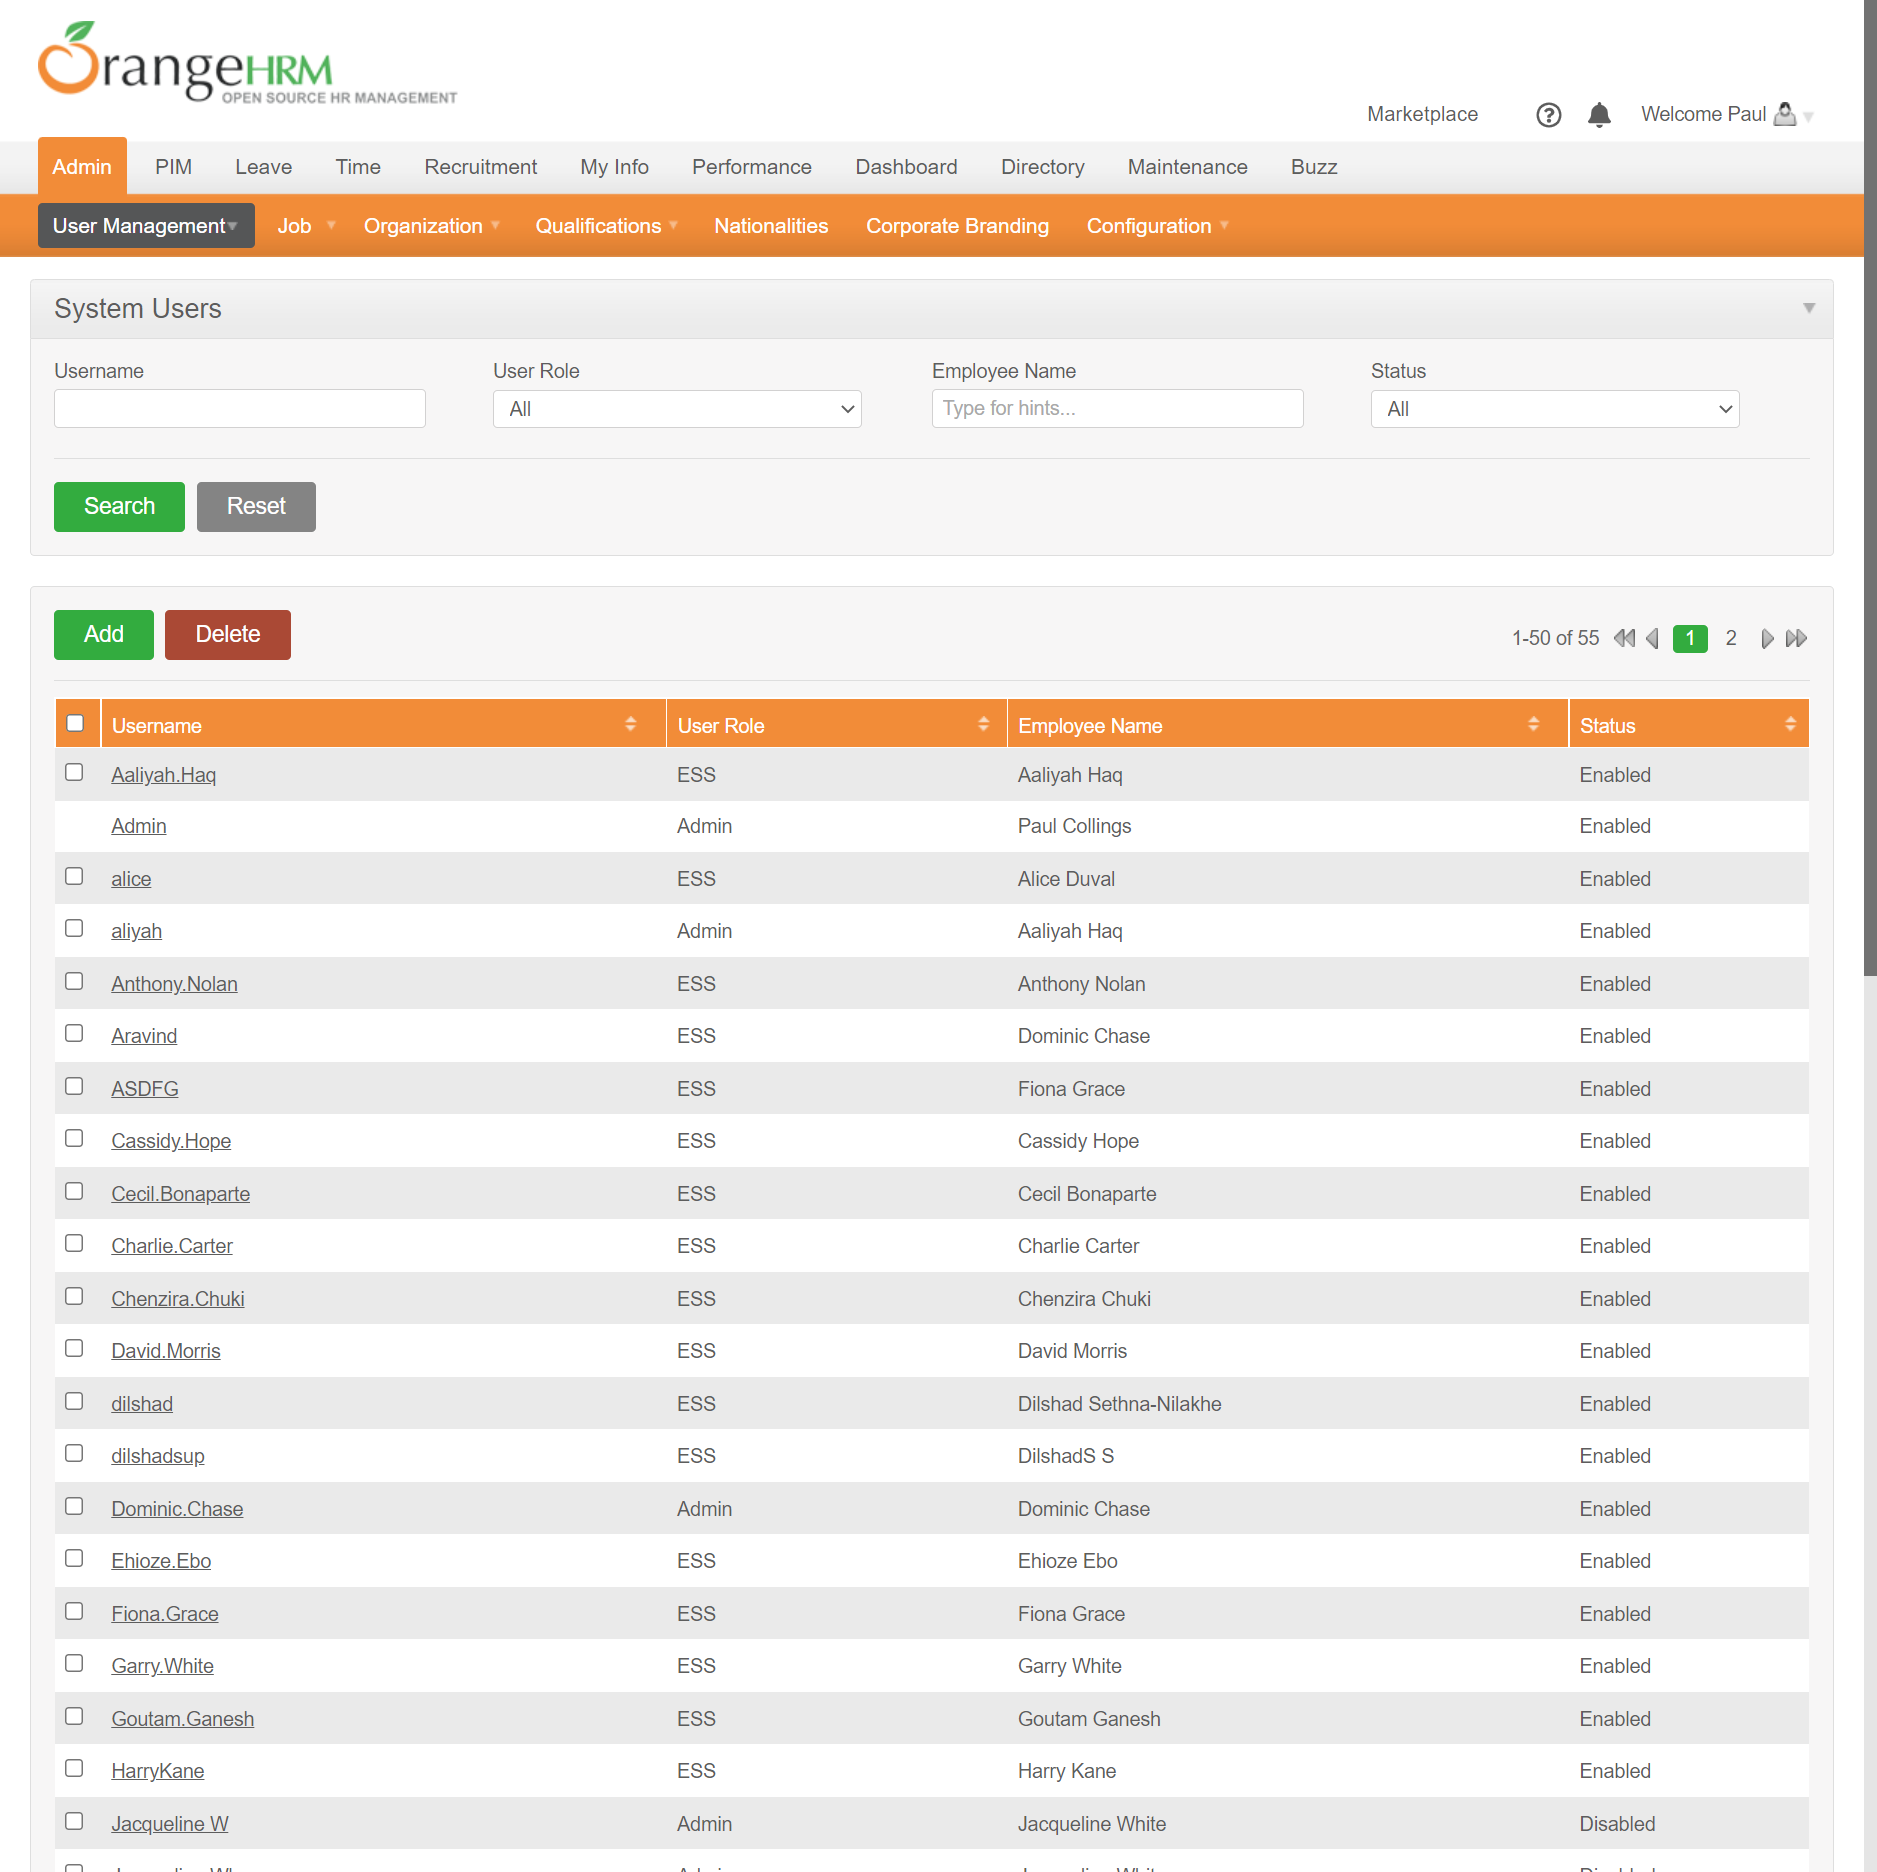 OrangeHRM
OPEN SOURCE HR MANAGEMENT
Marketplace ? Welcome Paul
Admin PIM Leave Time Recruitment My Info Performance Dashboard Directory Maintenance Buzz
User Management Job Organization Qualifications Nationalities Corporate Branding Configuration
System Users
Username User Role Employee Name Status
All Type for hints... All
Search Reset
Add Delete 1-50 of 55 1 2
Username User Role Employee Name Status
Aaliyah.Haq ESS Aaliyah Haq Enabled
Admin Admin Paul Collings Enabled
alice ESS Alice Duval Enabled
aliyah Admin Aaliyah Haq Enabled
Anthony.Nolan ESS Anthony Nolan Enabled
Aravind ESS Dominic Chase Enabled
ASDFG ESS Fiona Grace Enabled
Cassidy.Hope ESS Cassidy Hope Enabled
Cecil.Bonaparte ESS Cecil Bonaparte Enabled
Charlie.Carter ESS Charlie Carter Enabled
Chenzira.Chuki ESS Chenzira Chuki Enabled
David.Morris ESS David Morris Enabled
dilshad ESS Dilshad Sethna-Nilakhe Enabled
dilshadsup ESS DilshadS S Enabled
Dominic.Chase Admin Dominic Chase Enabled
Ehioze.Ebo ESS Ehioze Ebo Enabled
Fiona.Grace ESS Fiona Grace Enabled
Garry.White ESS Garry White Enabled
Goutam.Ganesh ESS Goutam Ganesh Enabled
HarryKane ESS Harry Kane Enabled
Jacqueline W Admin Jacqueline White Disabled